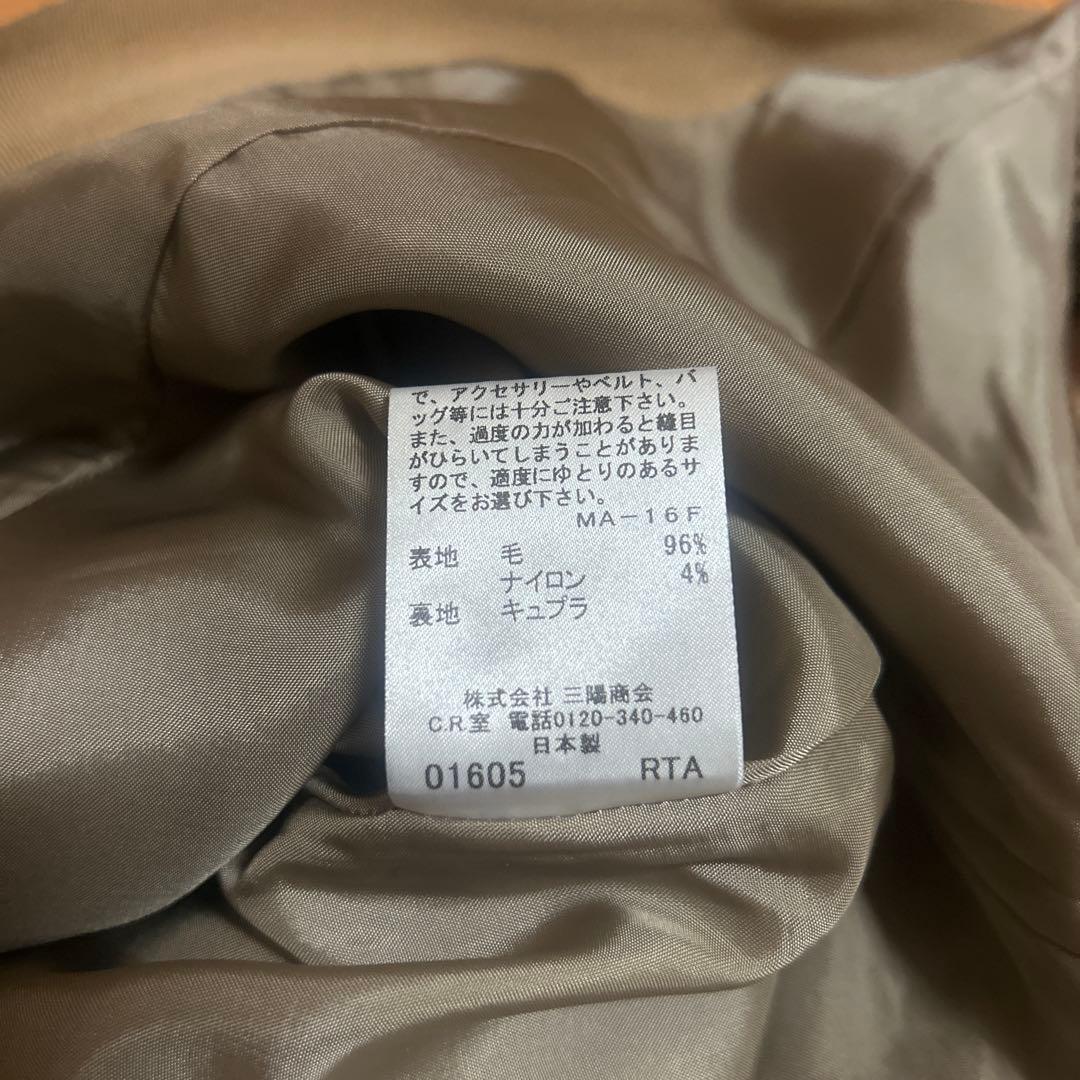 で、アクセサリーやベルト、バ
ッグ等には十分ご注意下さい。
また、過度の力が加わると縫目
がひらいてしまうことがありま
すので、適度にゆとりのあるサ
イズをお選び下さい。
MA-16F
表地 毛 96%
ナイロン 4%
裏地 キュプラ
株式会社 三陽商会
C.R.室 電話0120-340-460
日本製
01605 RTA